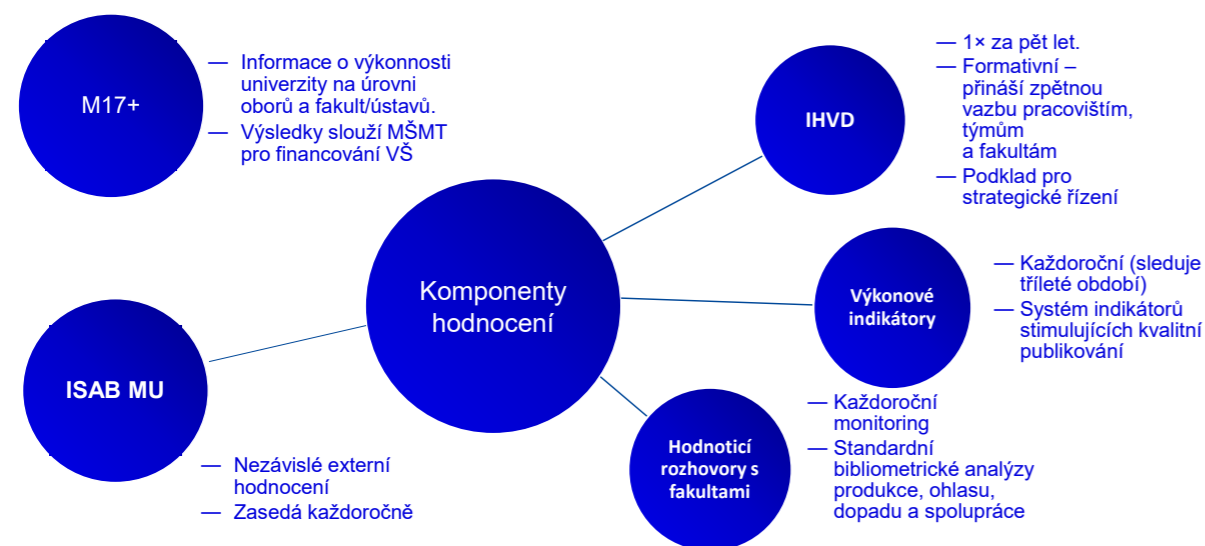 M17+
— Informace o výkonnosti
univerzity na úrovni
oborů a fakult/ústavů.
— Výsledky slouží MŠMT
pro financování VŠ
IHVD
— 1× za pět let.
— Formativní –
přináší zpětnou
vazbu pracovištím,
týmům
a fakultám
— Podklad pro
strategické řízení
Komponenty
hodnocení
Výkonové
indikátory
— Každoroční (sleduje
tříleté období)
— Systém indikátorů
stimulujících kvalitní
publikování
ISAB MU
— Nezávislé externí
hodnocení
— Zasedá každoročně
Hodnoticí
rozhovory s
fakultami
— Každoroční
monitoring
— Standardní
bibliometrické analýzy
produkce, ohlasu,
dopadu a spolupráce